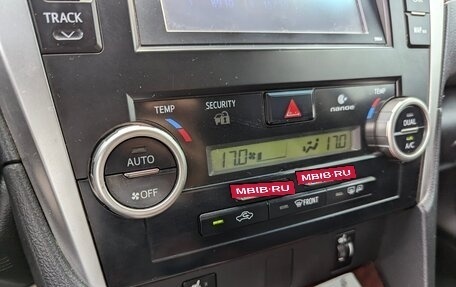 TRACK
TEMP
SECURITY
nanoe
TEMP
AUTO
OFF
17.0
17.0
DUAL
A/C
MBIB.RU
MBIB.RU
FRONT